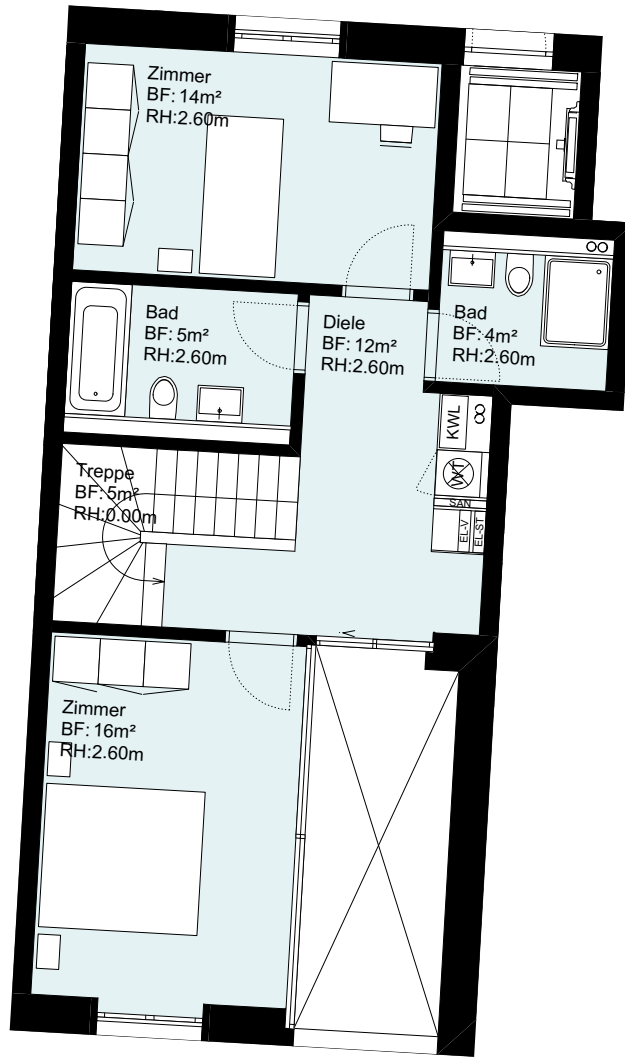 Zimmer
BF: 14m²
RH:2.60m
Bad
BF: 5m²
RH:2.60m
Diele
BF: 12m²
RH:2.60m
Bad
BF: 4m²
RH:2.60m
KWL
WT
SAN
EL-V
EL-ST
Treppe
BF: 5m²
RH:0.00m
Zimmer
BF: 16m²
RH:2.60m